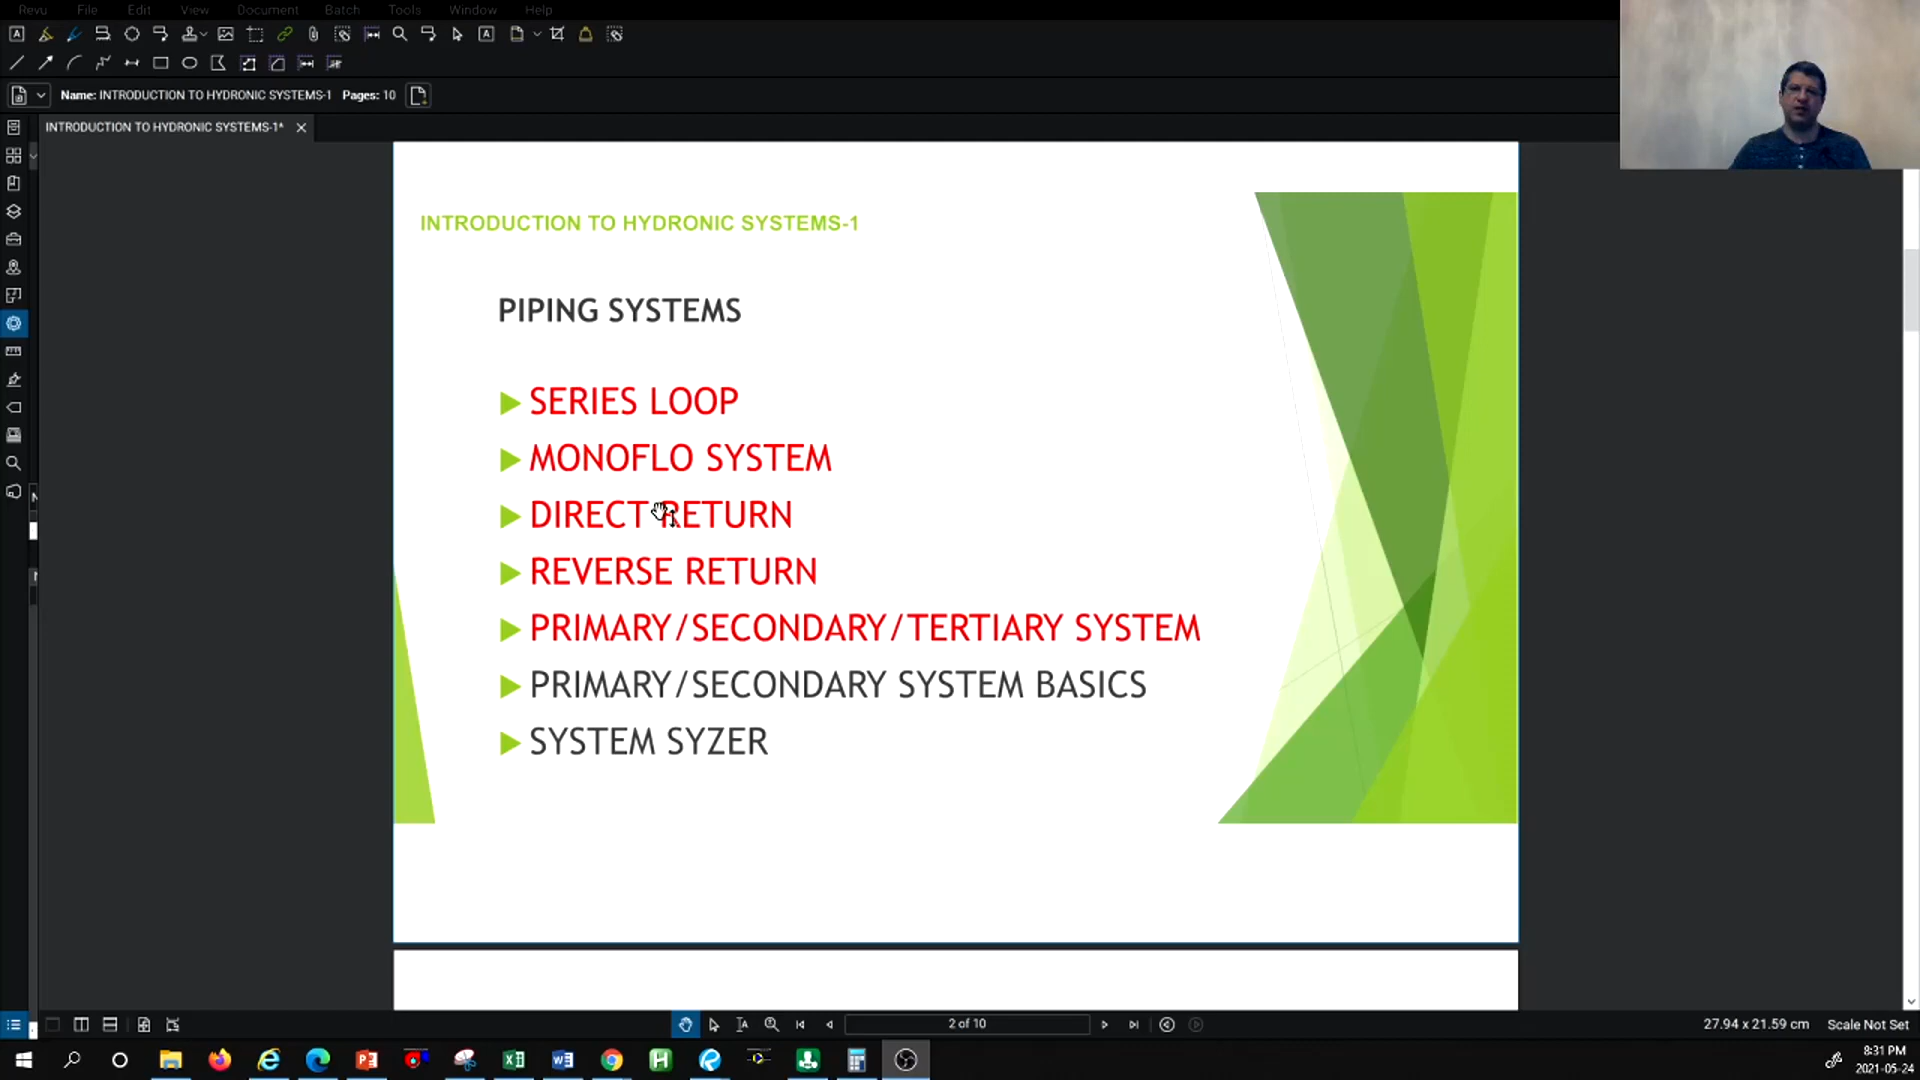 Revu File Edit View Document Batch Tools Window Help
Name: INTRODUCTION TO HYDRONIC SYSTEMS-1 Pages: 10
INTRODUCTION TO HYDRONIC SYSTEMS-1*
INTRODUCTION TO HYDRONIC SYSTEMS-1
PIPING SYSTEMS
SERIES LOOP
MONOFLO SYSTEM
DIRECT RETURN
REVERSE RETURN
PRIMARY/SECONDARY/TERTIARY SYSTEM
PRIMARY/SECONDARY SYSTEM BASICS
SYSTEM SYZER
2 of 10
27.94 x 21.59 cm Scale Not Set
8:31 PM
2021-05-24